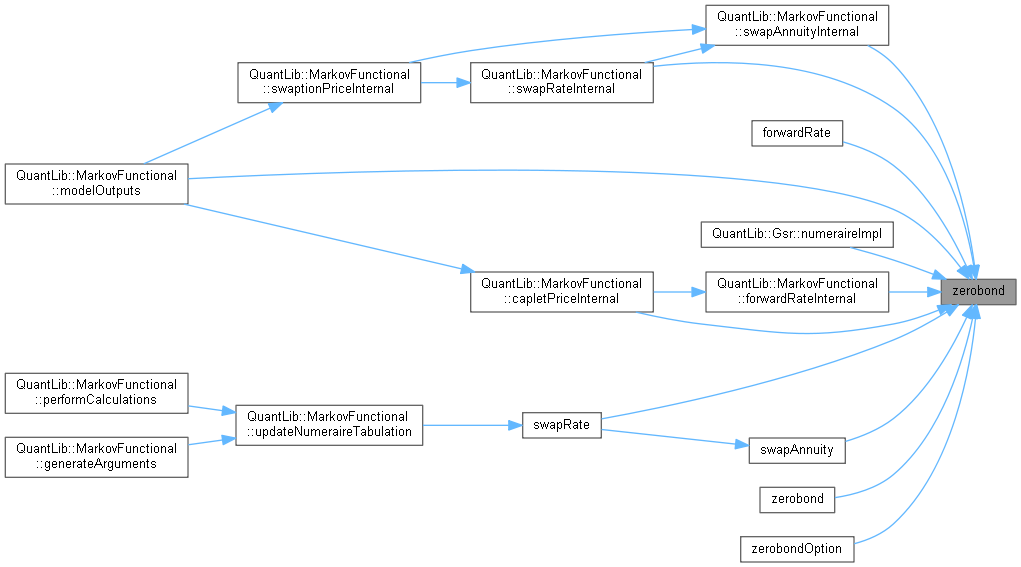 QuantLib::MarkovFunctional
::swapAnnuityInternal
QuantLib::MarkovFunctional
::swaptionPriceInternal
QuantLib::MarkovFunctional
::swapRateInternal
forwardRate
QuantLib::MarkovFunctional
::modelOutputs
QuantLib::Gsr::numeraireImpl
QuantLib::MarkovFunctional
::capletPriceInternal
QuantLib::MarkovFunctional
::forwardRateInternal
zerobond
QuantLib::MarkovFunctional
::performCalculations
QuantLib::MarkovFunctional
::updateNumeraireTabulation
swapRate
QuantLib::MarkovFunctional
::generateArguments
swapAnnuity
zerobond
zerobondOption